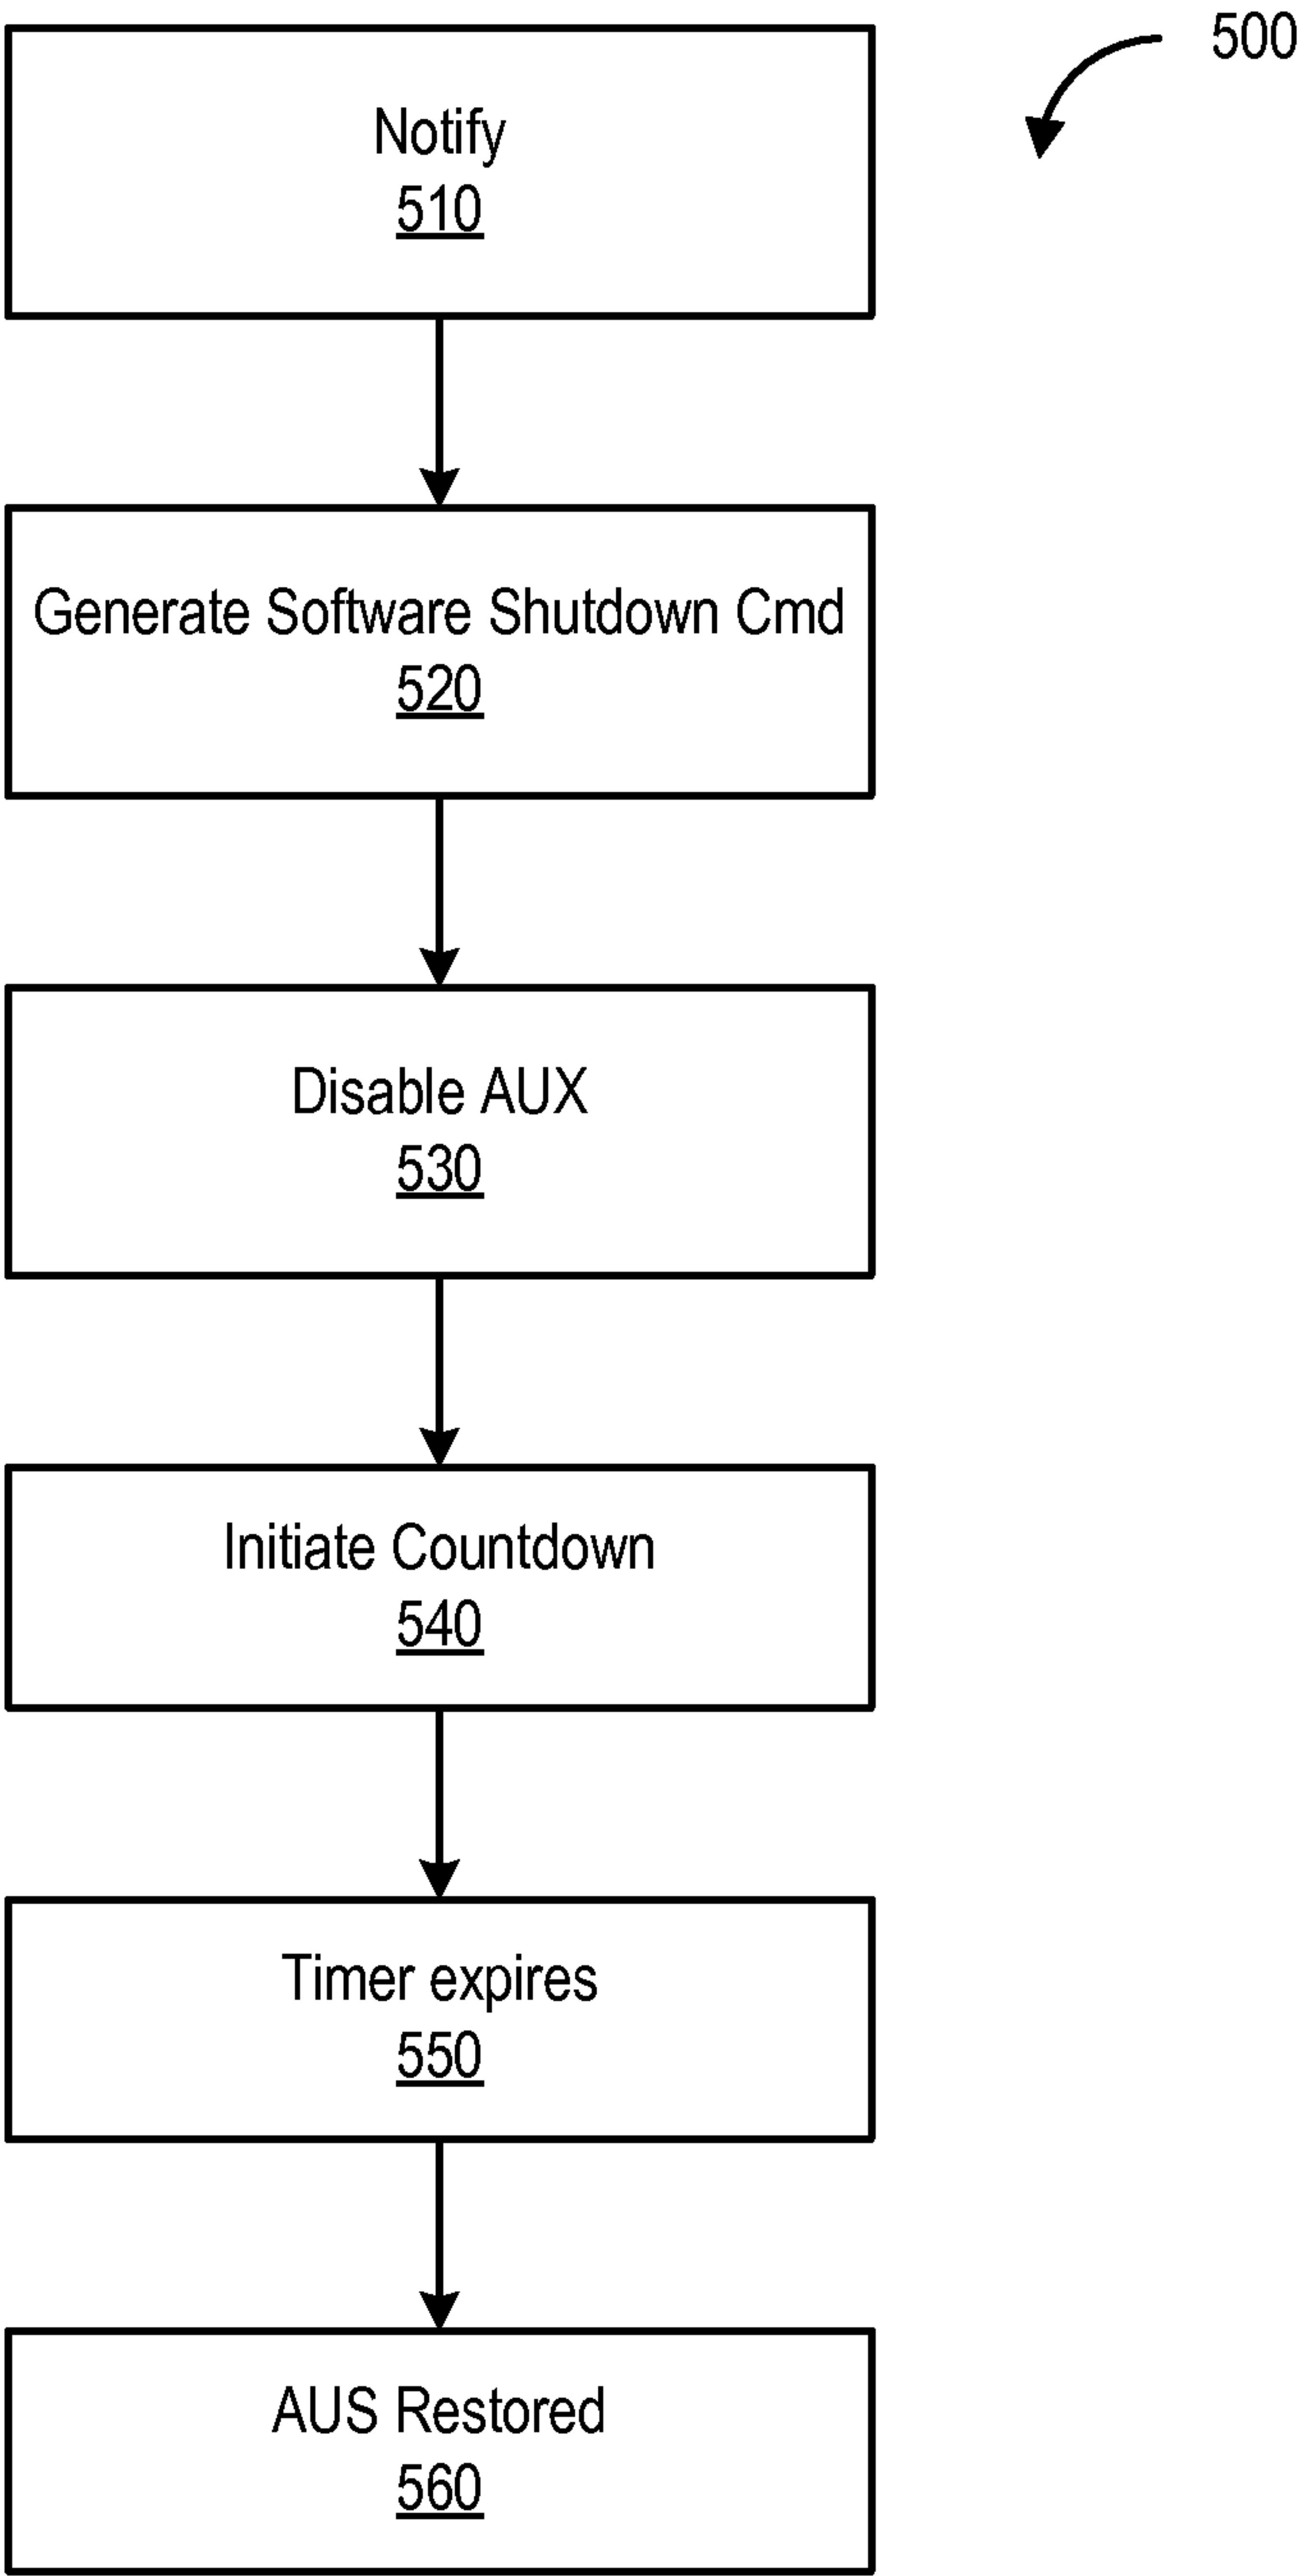 500
Notify
510
Generate Software Shutdown Cmd
520
Disable AUX
530
Initiate Countdown
540
Timer expires
550
AUS Restored
560